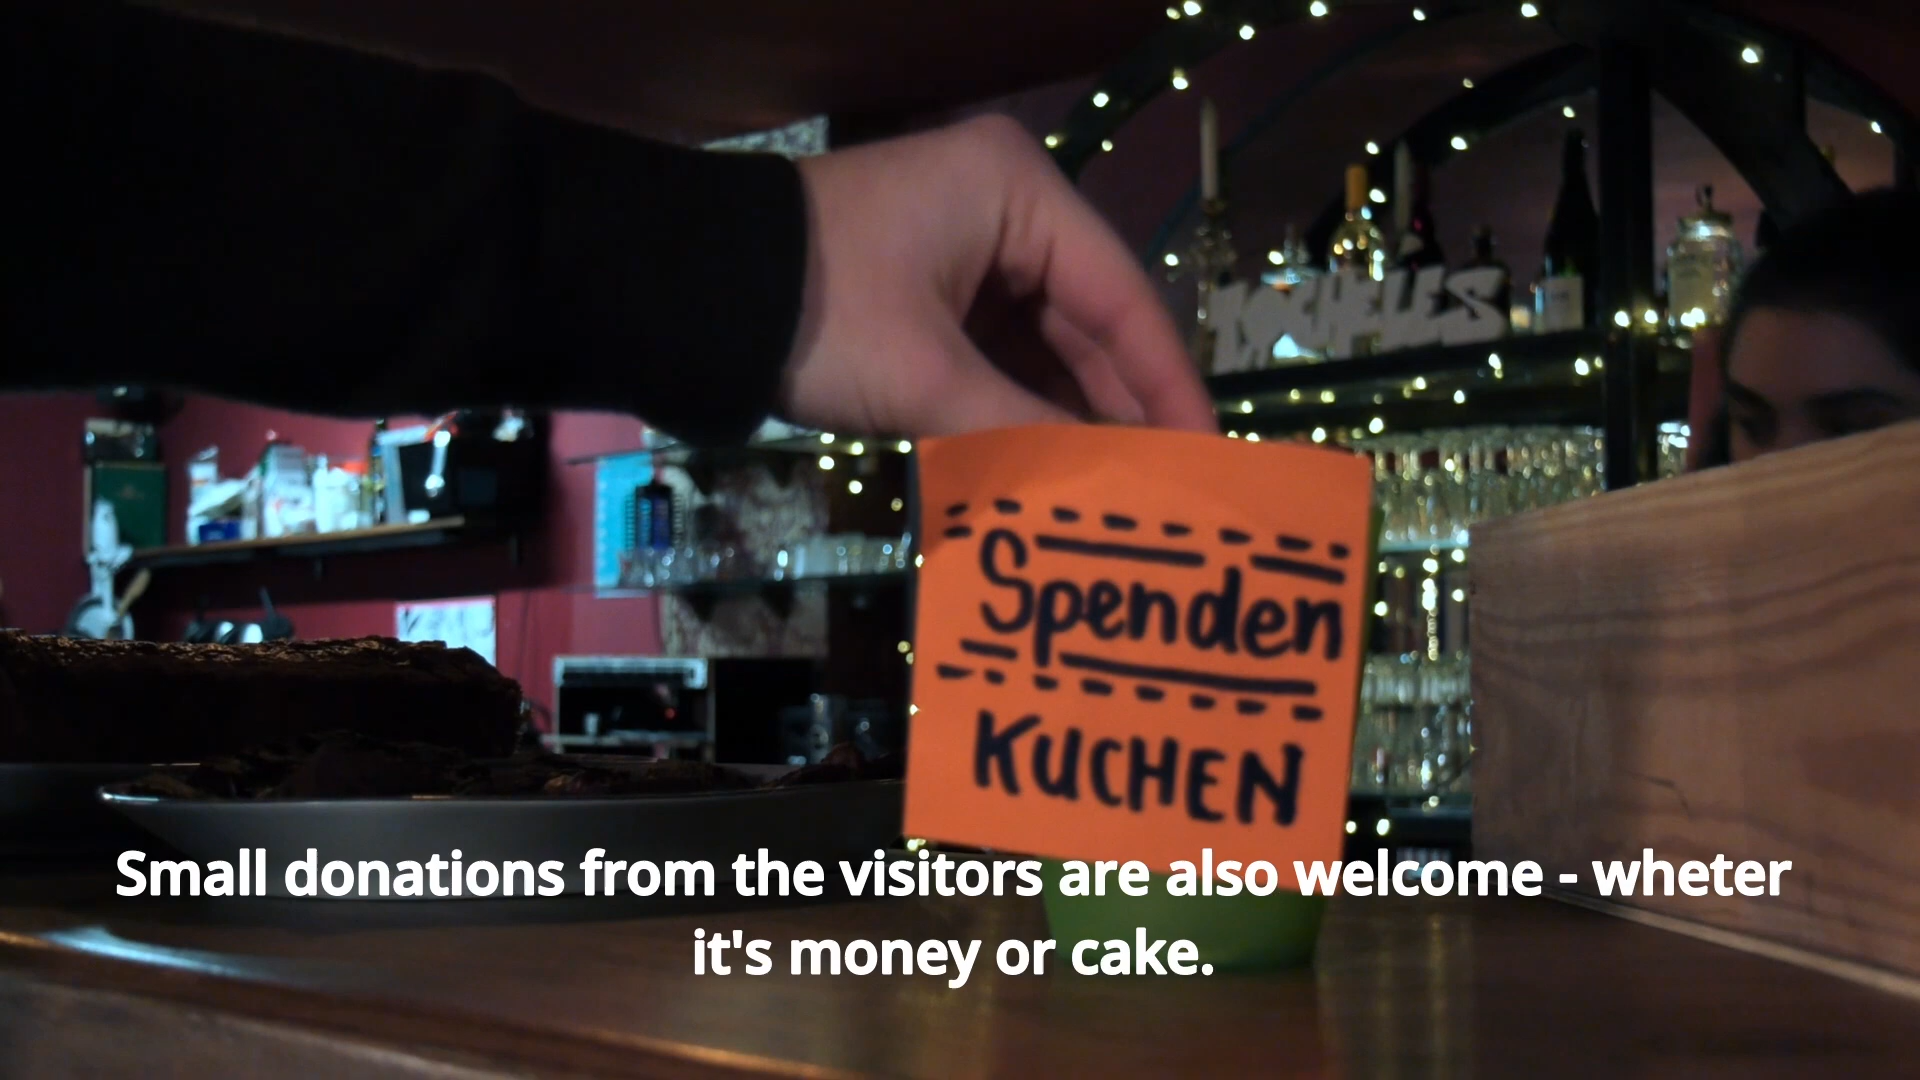 Spenden
KUCHEN
Small donations from the visitors are also welcome - wheter
it's money or cake.